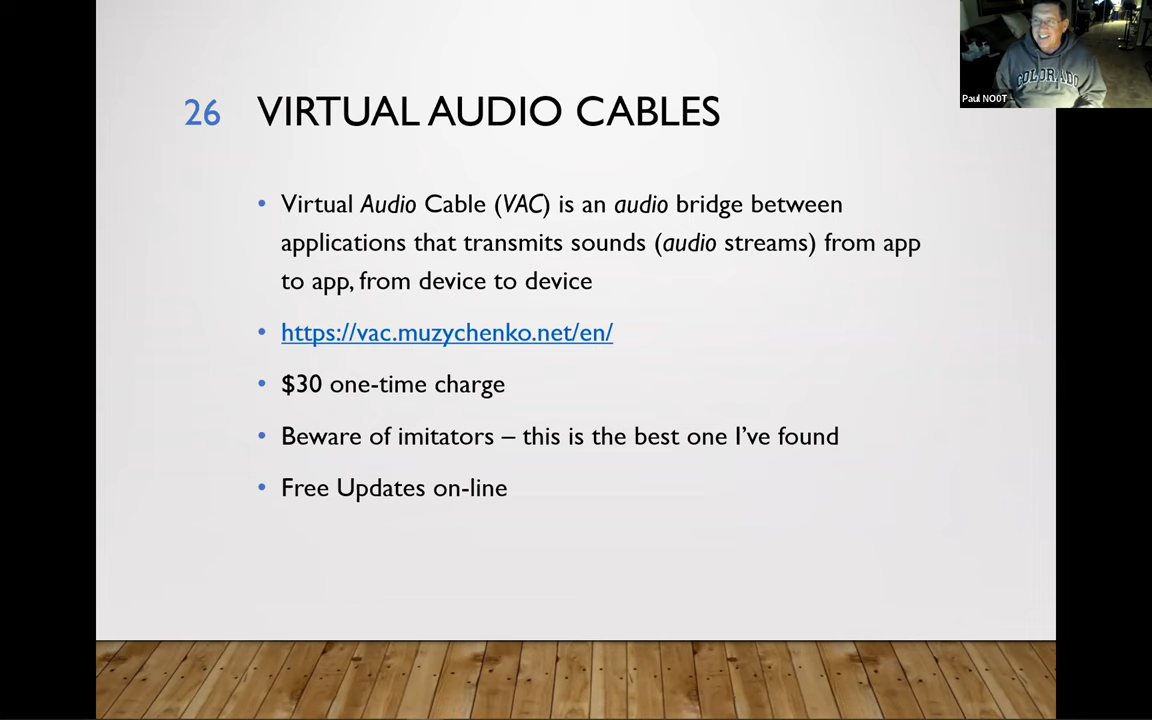 26 VIRTUAL AUDIO CABLES
• Virtual Audio Cable (VAC) is an audio bridge between
applications that transmits sounds (audio streams) from app
to app, from device to device
• https://vac.muzychenko.net/en/
• $30 one-time charge
• Beware of imitators – this is the best one I've found
• Free Updates on-line
COLORADO
Paul N0OT